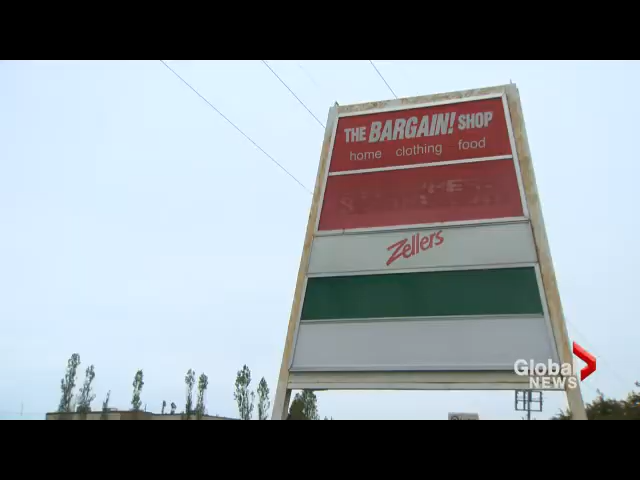 THE BARGAIN! SHOP
home clothing food
Zellers
Global
NEWS